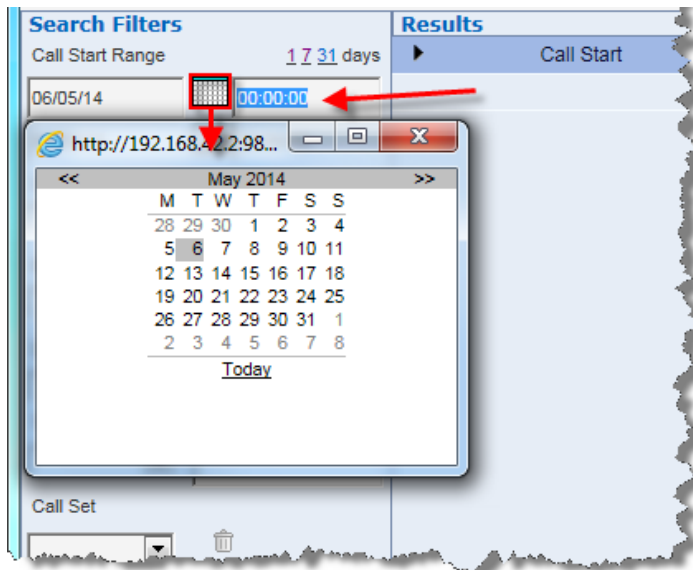 Search Filters
Results
Call Start Range
1 7 31 days
Call Start
06/05/14
00:00:00
http://192.168.42.2:98...
<< May 2014 >>
M T W T F S S
28 29 30 1 2 3 4
5 6 7 8 9 10 11
12 13 14 15 16 17 18
19 20 21 22 23 24 25
26 27 28 29 30 31 1
2 3 4 5 6 7 8
Today
Call Set